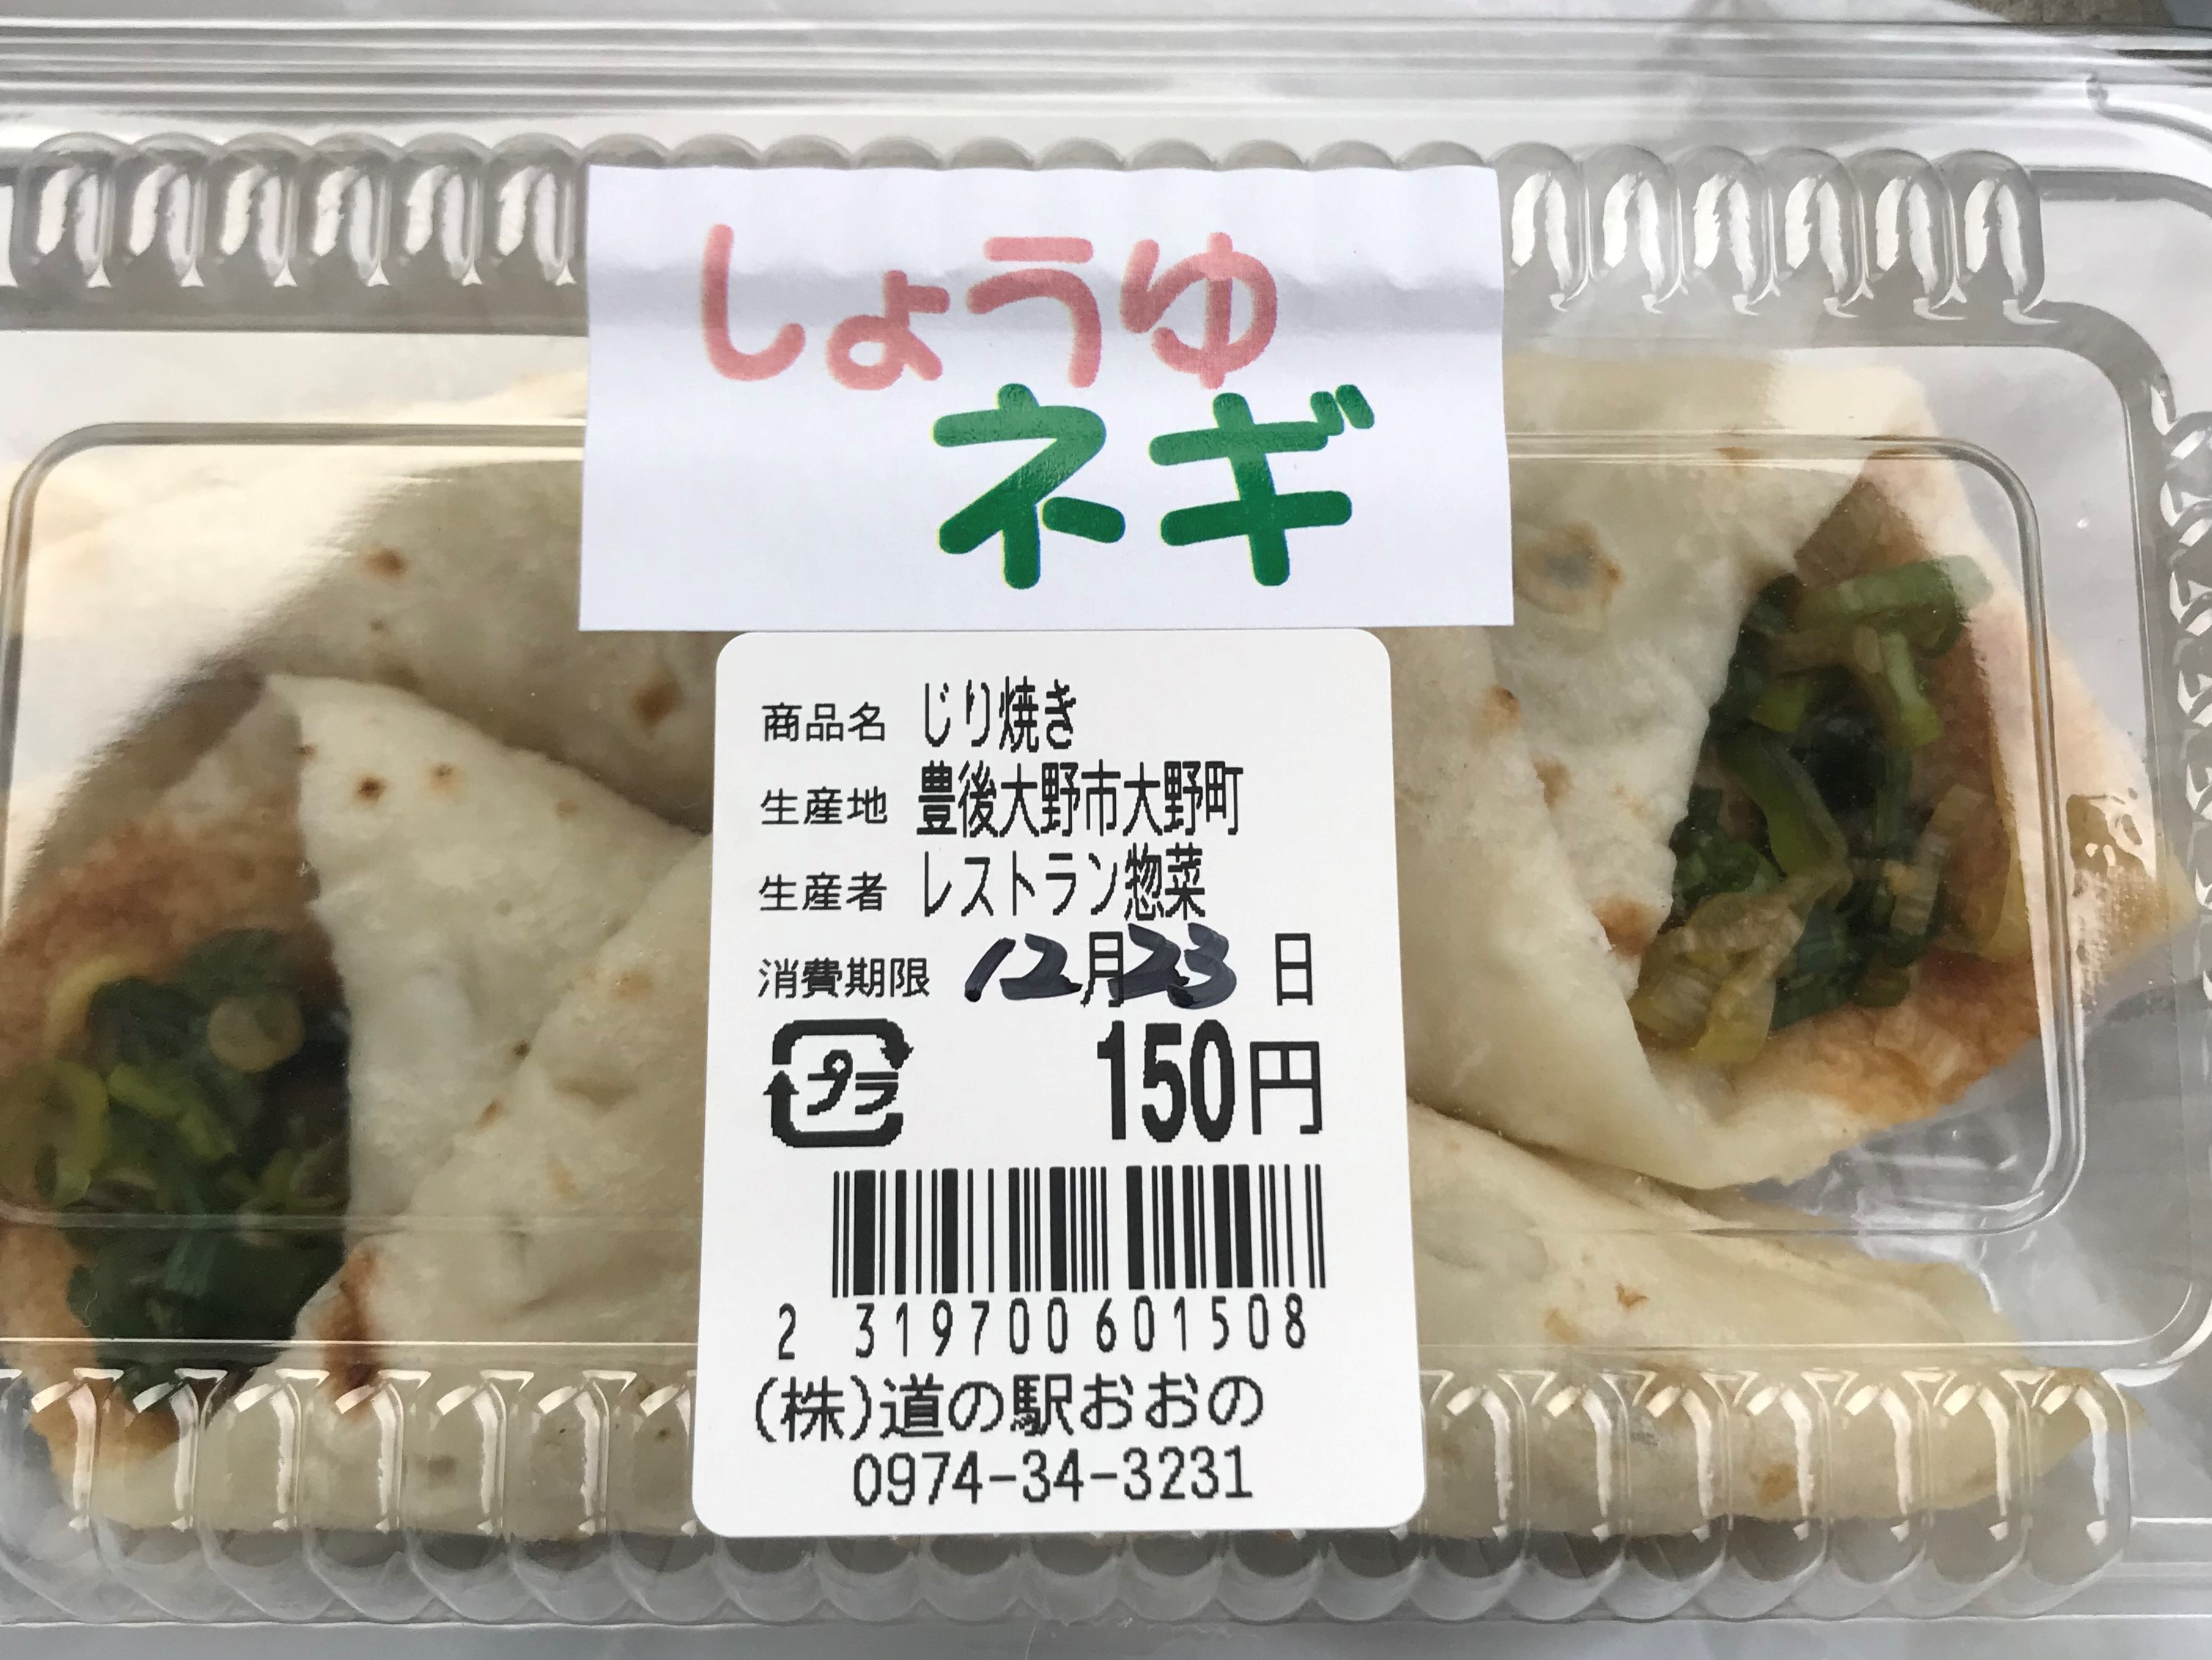 しょうゆ
ネギ
商品名 じり焼き
生産地 豊後大野市大野町
生産者 レストラン惣菜
消費期限 12月23日
プラ 150円
2 319700 601508
(株)道の駅おおの
0974-34-3231